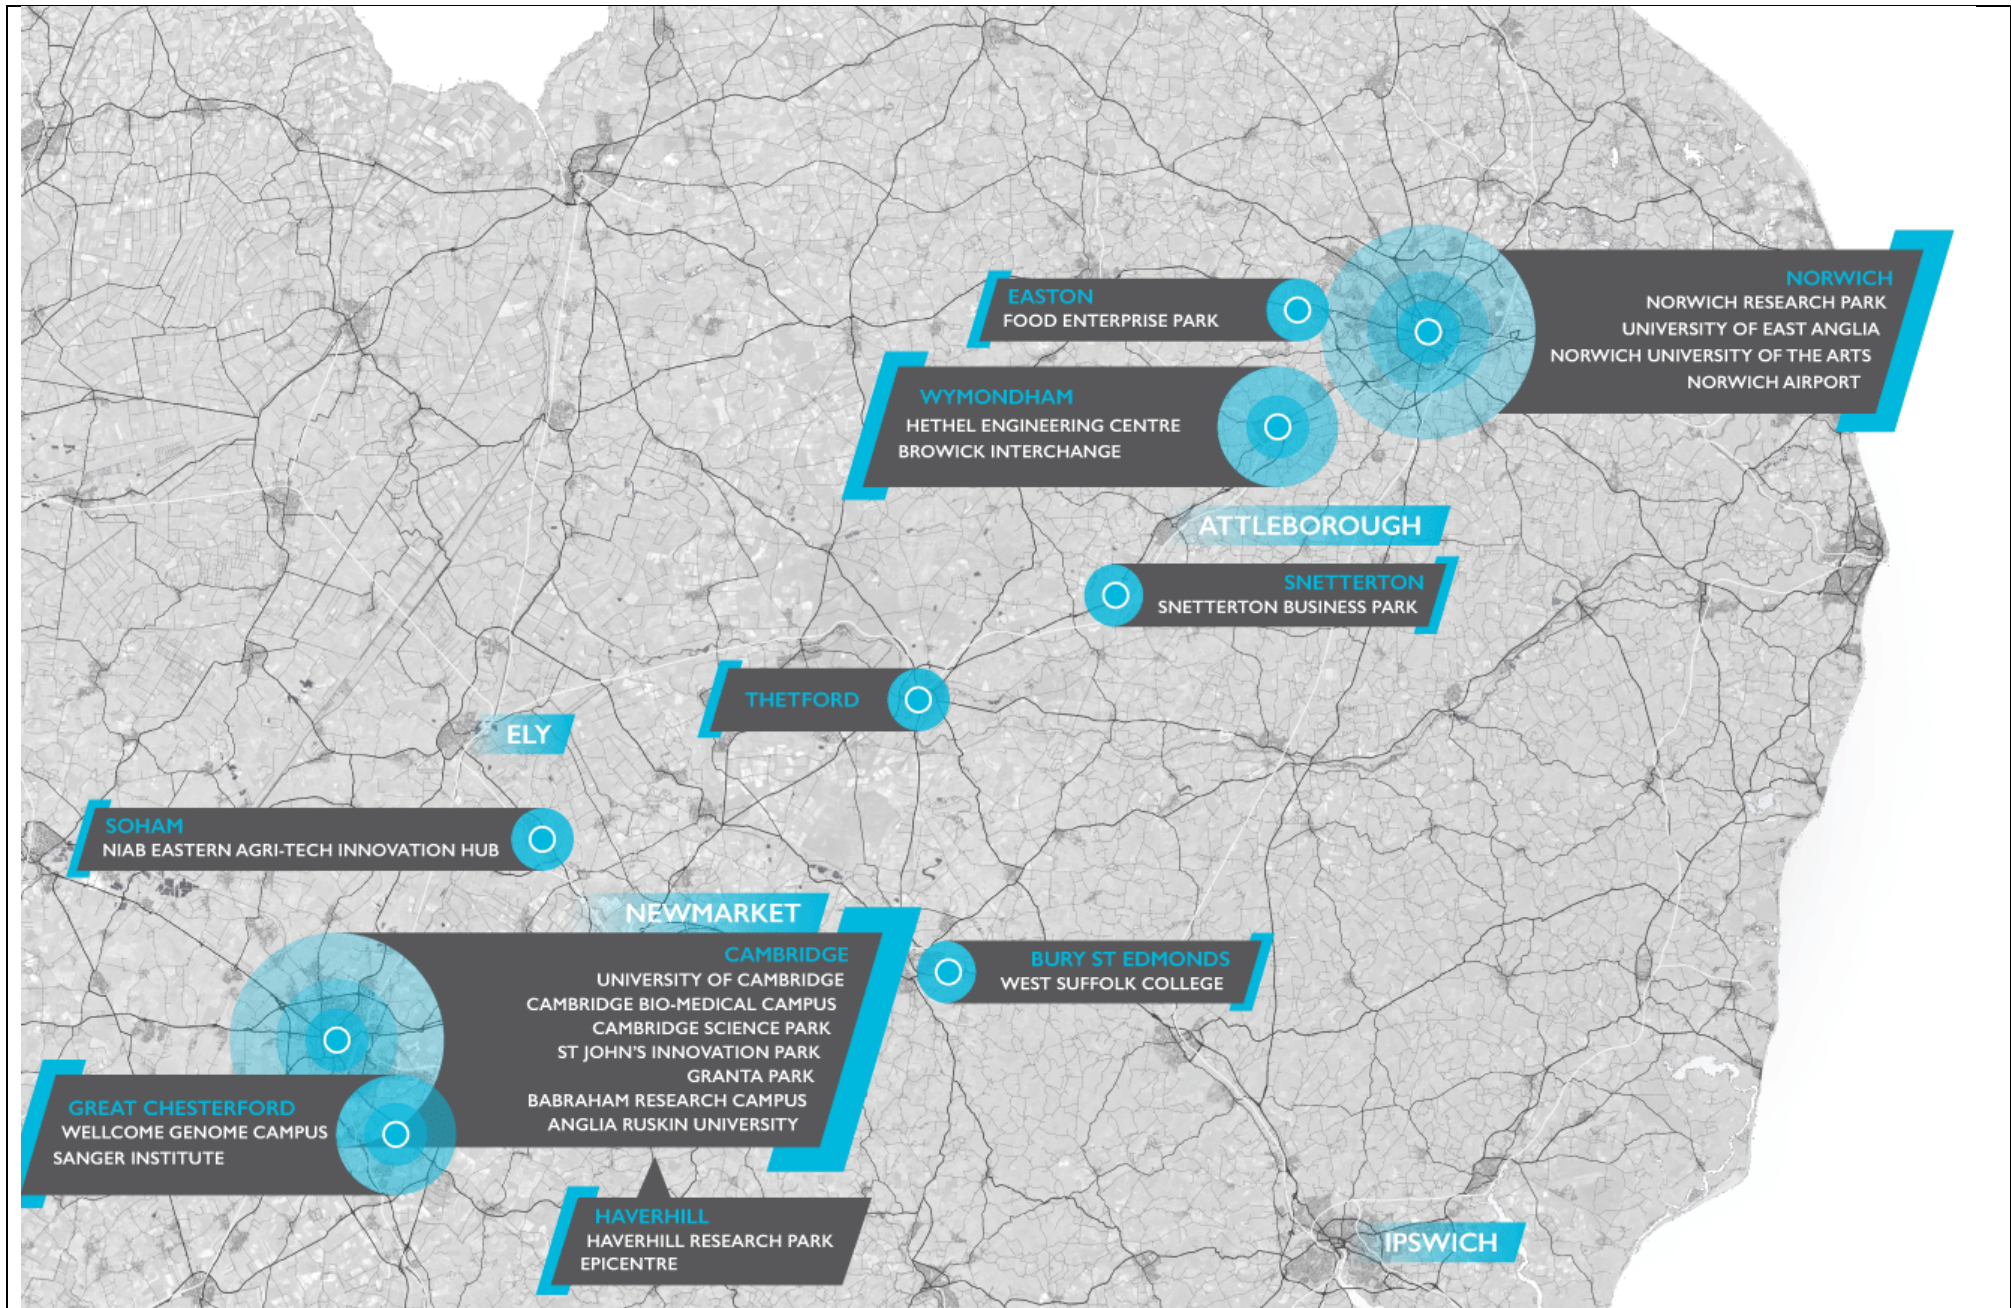 EASTON
FOOD ENTERPRISE PARK
NORWICH
NORWICH RESEARCH PARK
UNIVERSITY OF EAST ANGLIA
NORWICH UNIVERSITY OF THE ARTS
NORWICH AIRPORT
WYMONDHAM
HETHEL ENGINEERING CENTRE
BROWICK INTERCHANGE
ATTLEBOROUGH
SNETTERTON
SNETTERTON BUSINESS PARK
THETFORD
ELY
SOHAM
NIAB EASTERN AGRI-TECH INNOVATION HUB
NEWMARKET
CAMBRIDGE
UNIVERSITY OF CAMBRIDGE
CAMBRIDGE BIO-MEDICAL CAMPUS
CAMBRIDGE SCIENCE PARK
ST JOHN'S INNOVATION PARK
GRANTA PARK
BABRAHAM RESEARCH CAMPUS
ANGLIA RUSKIN UNIVERSITY
BURY ST EDMONDS
WEST SUFFOLK COLLEGE
GREAT CHESTERFORD
WELLCOME GENOME CAMPUS
SANGER INSTITUTE
HAVERHILL
HAVERHILL RESEARCH PARK
EPICENTRE
IPSWICH